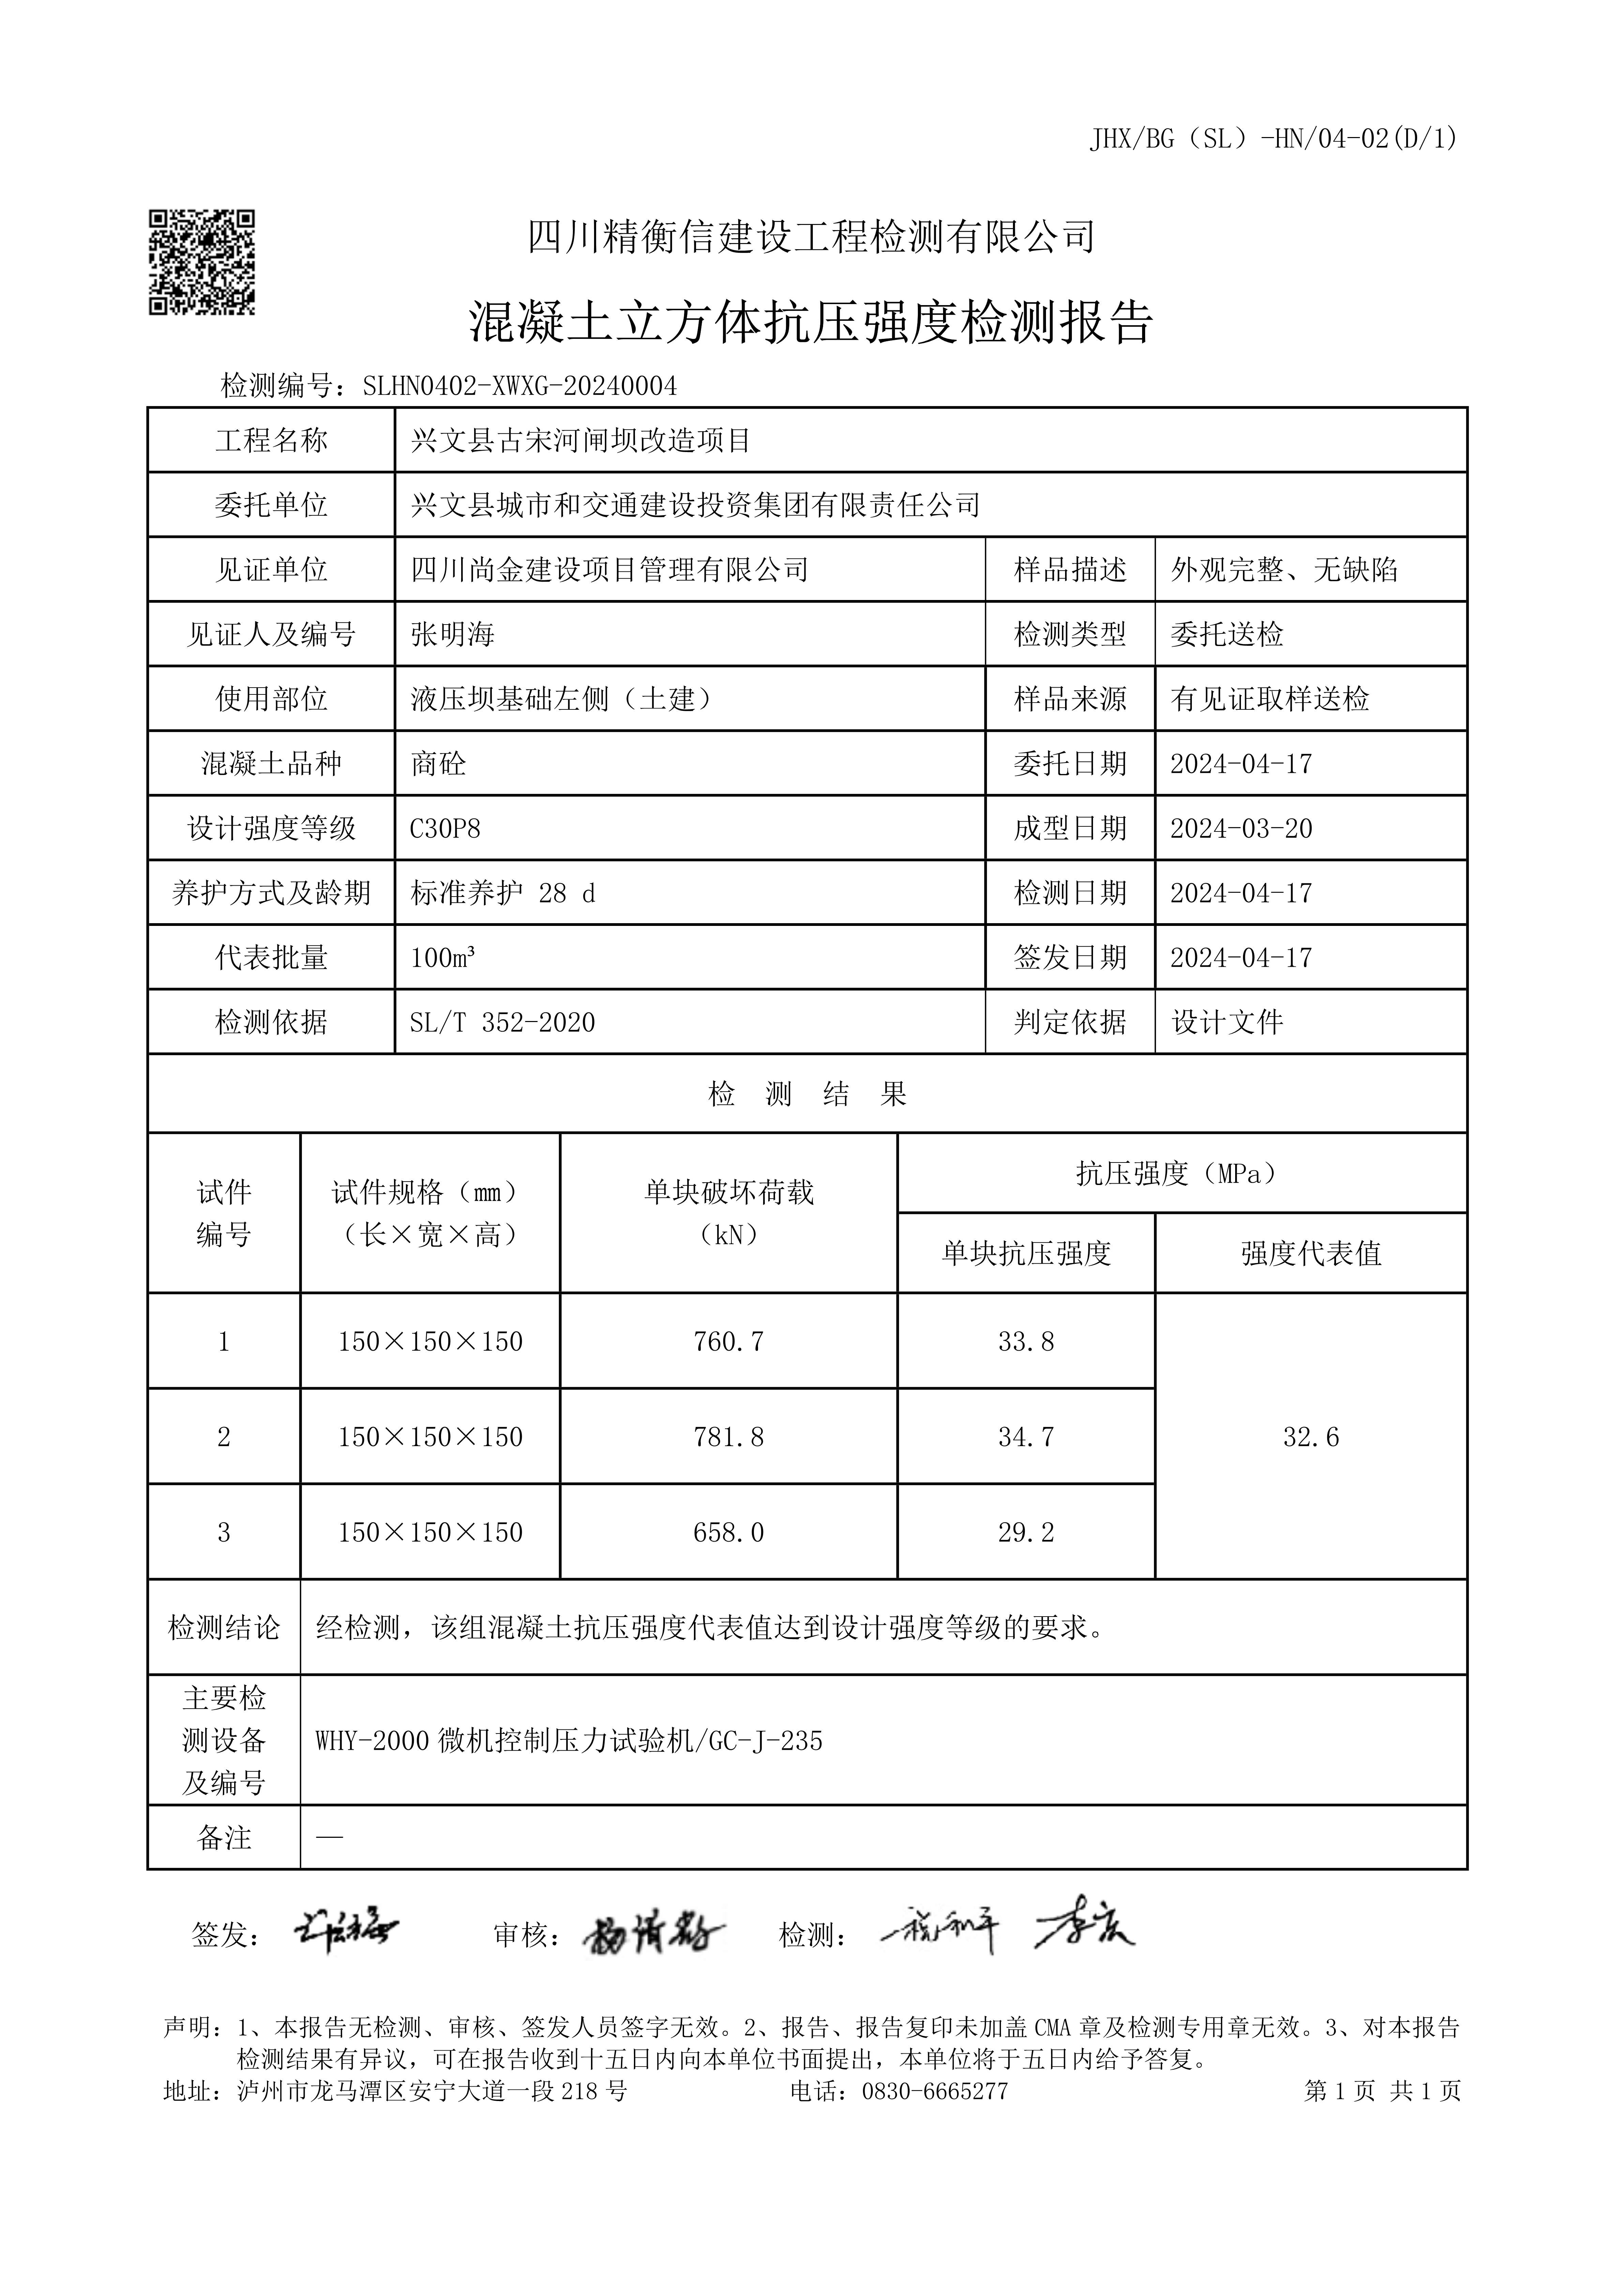 JHX/BG（SL）-HN/04-02(D/1)
四川精衡信建设工程检测有限公司
混凝土立方体抗压强度检测报告
检测编号：SLHN0402-XWXG-20240004
工程名称 兴文县古宋河闸坝改造项目
委托单位 兴文县城市和交通建设投资集团有限责任公司
见证单位 四川尚金建设项目管理有限公司 样品描述 外观完整、无缺陷
见证人及编号 张明海 检测类型 委托送检
使用部位 液压坝基础左侧（土建） 样品来源 有见证取样送检
混凝土品种 商砼 委托日期 2024-04-17
设计强度等级 C30P8 成型日期 2024-03-20
养护方式及龄期 标准养护 28 d 检测日期 2024-04-17
代表批量 100m³ 签发日期 2024-04-17
检测依据 SL/T 352-2020 判定依据 设计文件
检 测 结 果
试件
编号
试件规格（mm）
（长×宽×高）
单块破坏荷载
（kN）
抗压强度（MPa）
单块抗压强度 强度代表值
1 150×150×150 760.7 33.8
2 150×150×150 781.8 34.7 32.6
3 150×150×150 658.0 29.2
检测结论 经检测，该组混凝土抗压强度代表值达到设计强度等级的要求。
主要检
测设备
及编号
WHY-2000 微机控制压力试验机/GC-J-235
备注 —
签发： 审核： 检测：
声明：1、本报告无检测、审核、签发人员签字无效。2、报告、报告复印未加盖 CMA 章及检测专用章无效。3、对本报告
检测结果有异议，可在报告收到十五日内向本单位书面提出，本单位将于五日内给予答复。
地址：泸州市龙马潭区安宁大道一段 218 号 电话：0830-6665277 第 1 页 共 1 页